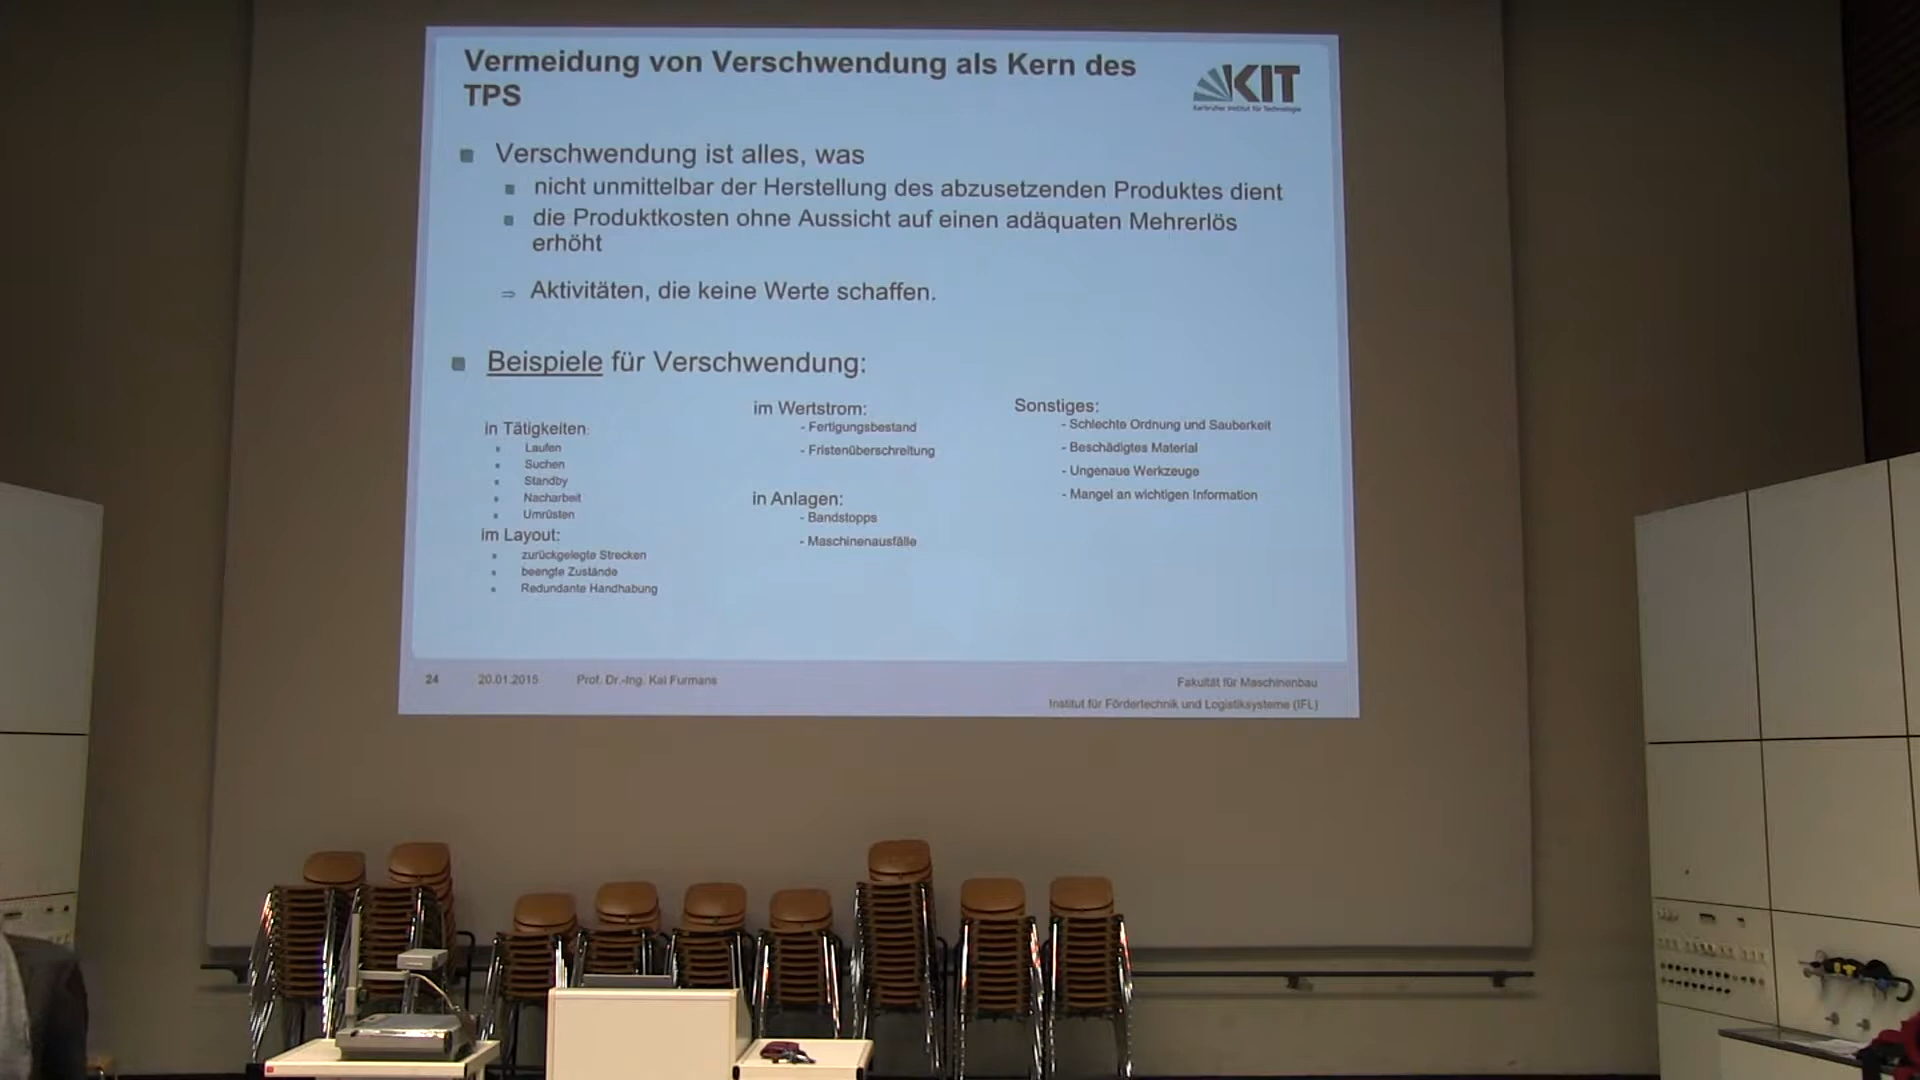 Vermeidung von Verschwendung als Kern des
TPS
KIT
Karlsruher Institut für Technologie
Verschwendung ist alles, was
nicht unmittelbar der Herstellung des abzusetzenden Produktes dient
die Produktkosten ohne Aussicht auf einen adäquaten Mehrerlös
erhöht
⇒ Aktivitäten, die keine Werte schaffen.
Beispiele für Verschwendung:
in Tätigkeiten:
Laufen
Suchen
Standby
Nacharbeit
Umrüsten
im Layout:
zurückgelegte Strecken
beengte Zustände
Redundante Handhabung
im Wertstrom:
- Fertigungsbestand
- Fristenüberschreitung
in Anlagen:
- Bandstopps
- Maschinenausfälle
Sonstiges:
- Schlechte Ordnung und Sauberkeit
- Beschädigtes Material
- Ungenaue Werkzeuge
- Mangel an wichtigen Information
24 20.01.2015 Prof. Dr.-Ing. Kai Furmans
Fakultät für Maschinenbau
Institut für Fördertechnik und Logistiksysteme (IFL)